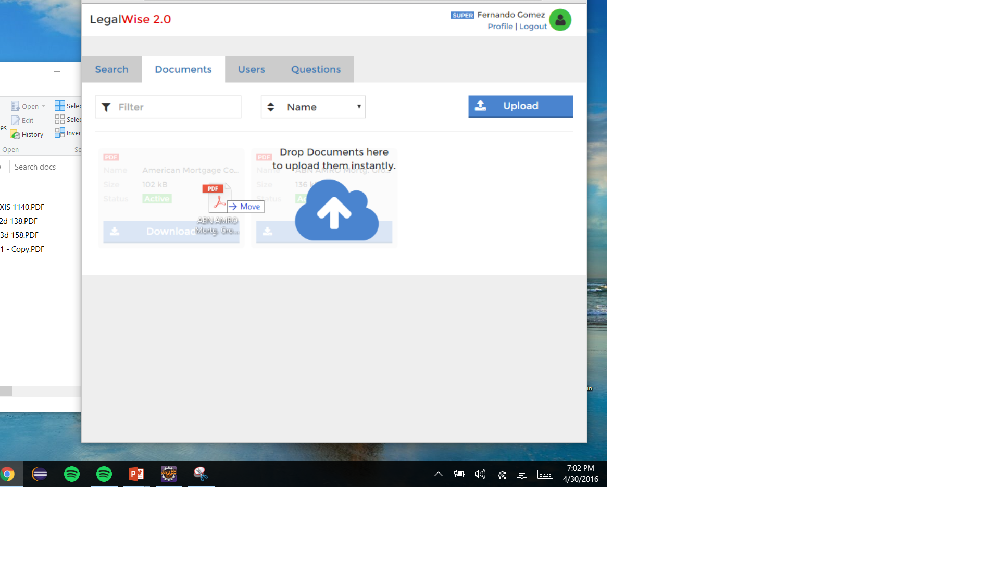 LegalWise 2.0
SUPER Fernando Gomez
Profile | Logout
Search Documents Users Questions
Filter
Name
Upload
Drop Documents here
to upload them instantly.
PDF
Name American Mortgage Co...
Size 102 kB
Status Active
Download
PDF
Name ABN AMRO Mortg. Gro...
Size 136 k
Status
PDF
Move
ABN AMRO
Mortg. Gro...
Open
Edit
History
Open
Selec
Selec
Inver
Se
es
Search docs
XIS 1140.PDF
2d 138.PDF
3d 158.PDF
1 - Copy.PDF
in
Java EE
IDE
7:02 PM
4/30/2016